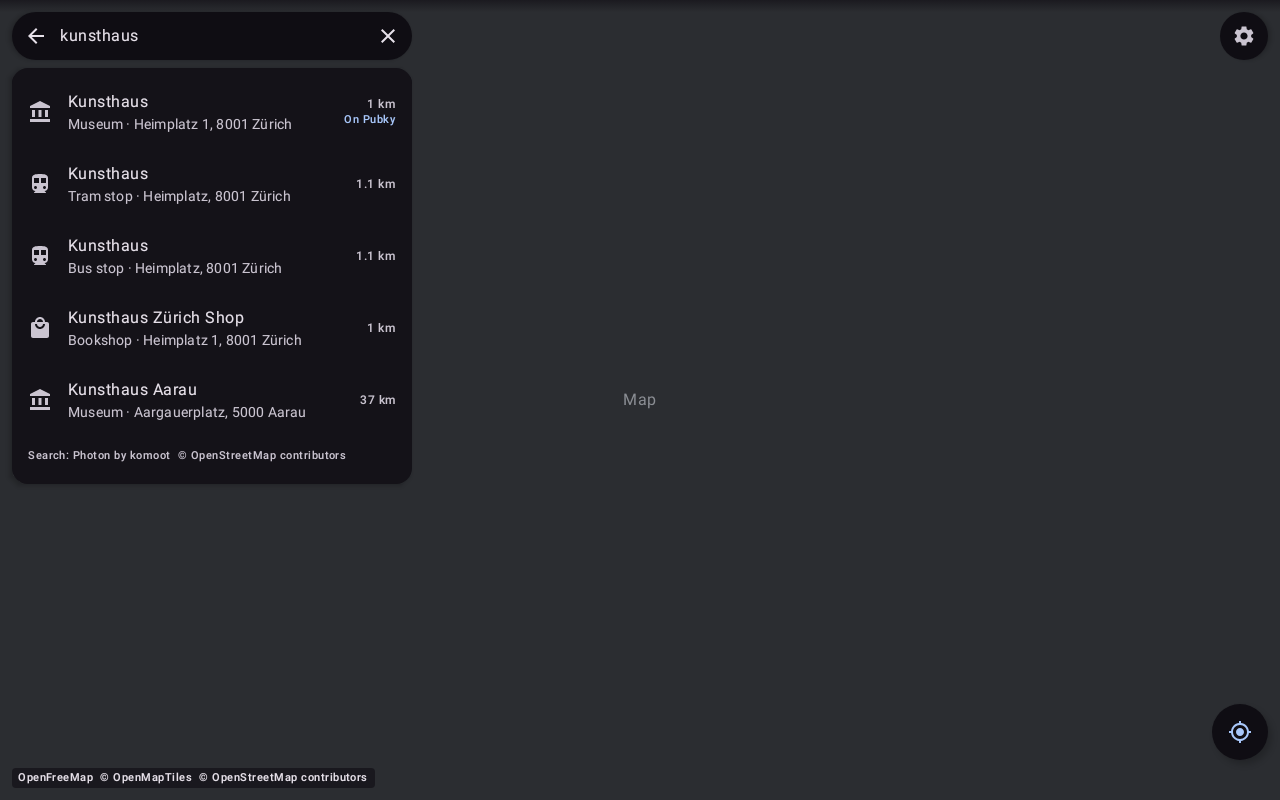 kunsthaus
Kunsthaus
Museum · Heimplatz 1, 8001 Zürich
1 km
On Pubky
Kunsthaus
Tram stop · Heimplatz, 8001 Zürich
1.1 km
Kunsthaus
Bus stop · Heimplatz, 8001 Zürich
1.1 km
Kunsthaus Zürich Shop
Bookshop · Heimplatz 1, 8001 Zürich
1 km
Kunsthaus Aarau
Museum · Aargauerplatz, 5000 Aarau
37 km
Search: Photon by komoot © OpenStreetMap contributors
Map
OpenFreeMap © OpenMapTiles © OpenStreetMap contributors